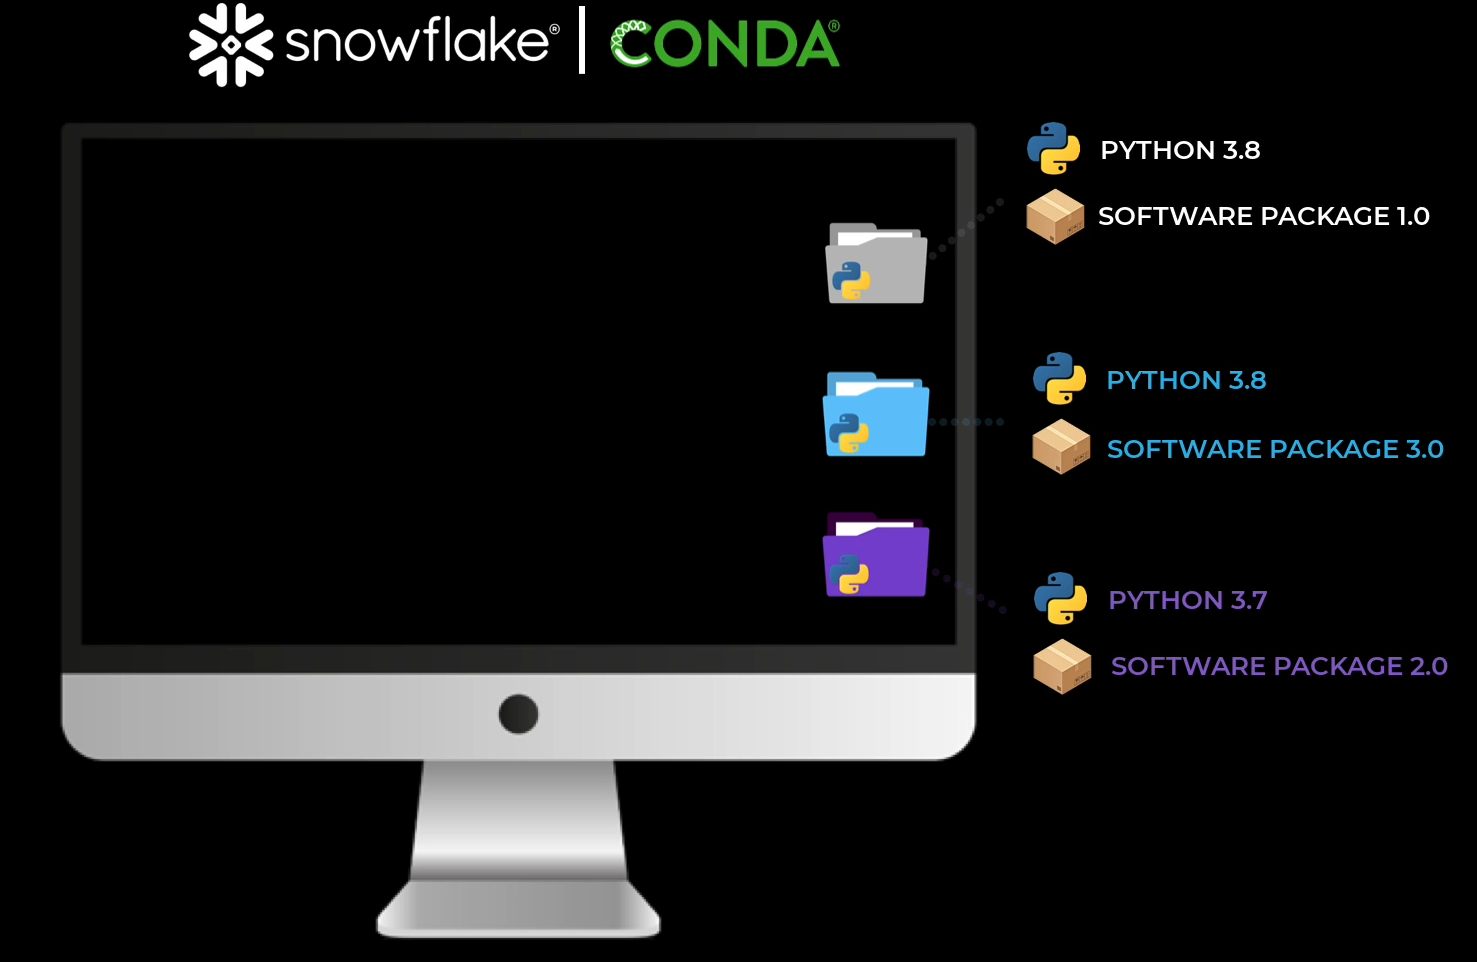 snowflake®
CONDA®
PYTHON 3.8
SOFTWARE PACKAGE 1.0
PYTHON 3.8
SOFTWARE PACKAGE 3.0
PYTHON 3.7
SOFTWARE PACKAGE 2.0